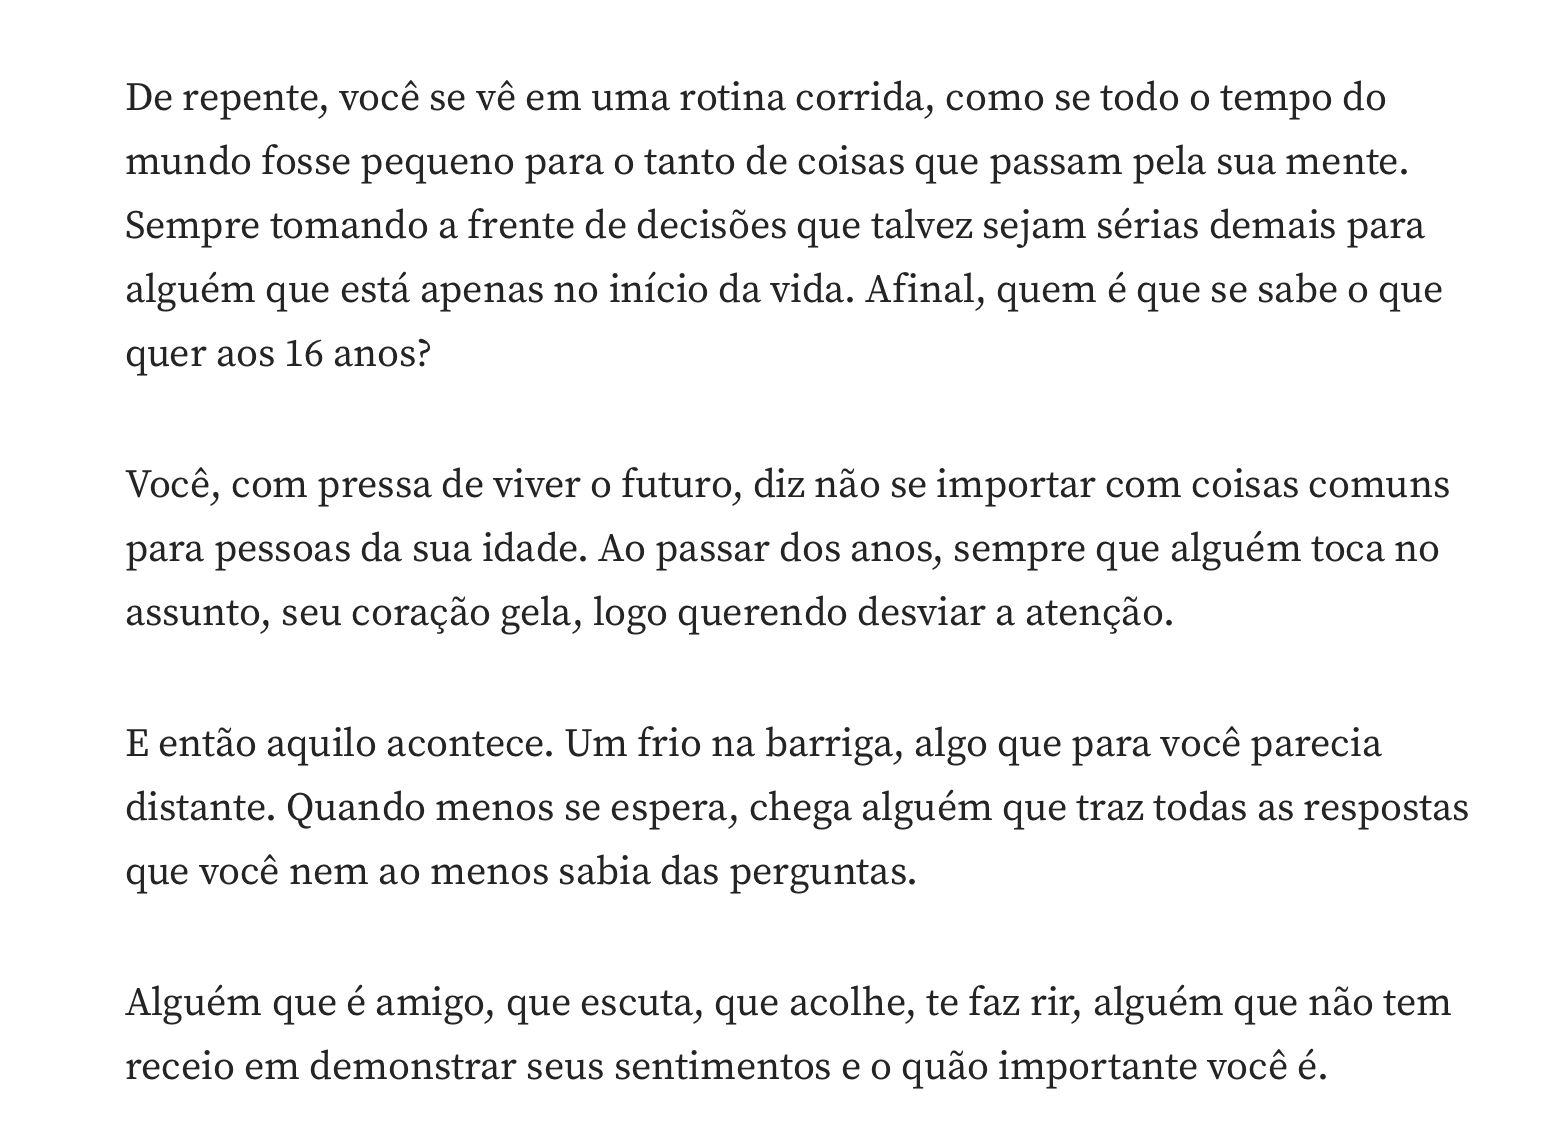 De repente, você se vê em uma rotina corrida, como se todo o tempo do
mundo fosse pequeno para o tanto de coisas que passam pela sua mente.
Sempre tomando a frente de decisões que talvez sejam sérias demais para
alguém que está apenas no início da vida. Afinal, quem é que se sabe o que
quer aos 16 anos?
Você, com pressa de viver o futuro, diz não se importar com coisas comuns
para pessoas da sua idade. Ao passar dos anos, sempre que alguém toca no
assunto, seu coração gela, logo querendo desviar a atenção.
E então aquilo acontece. Um frio na barriga, algo que para você parecia
distante. Quando menos se espera, chega alguém que traz todas as respostas
que você nem ao menos sabia das perguntas.
Alguém que é amigo, que escuta, que acolhe, te faz rir, alguém que não tem
receio em demonstrar seus sentimentos e o quão importante você é.